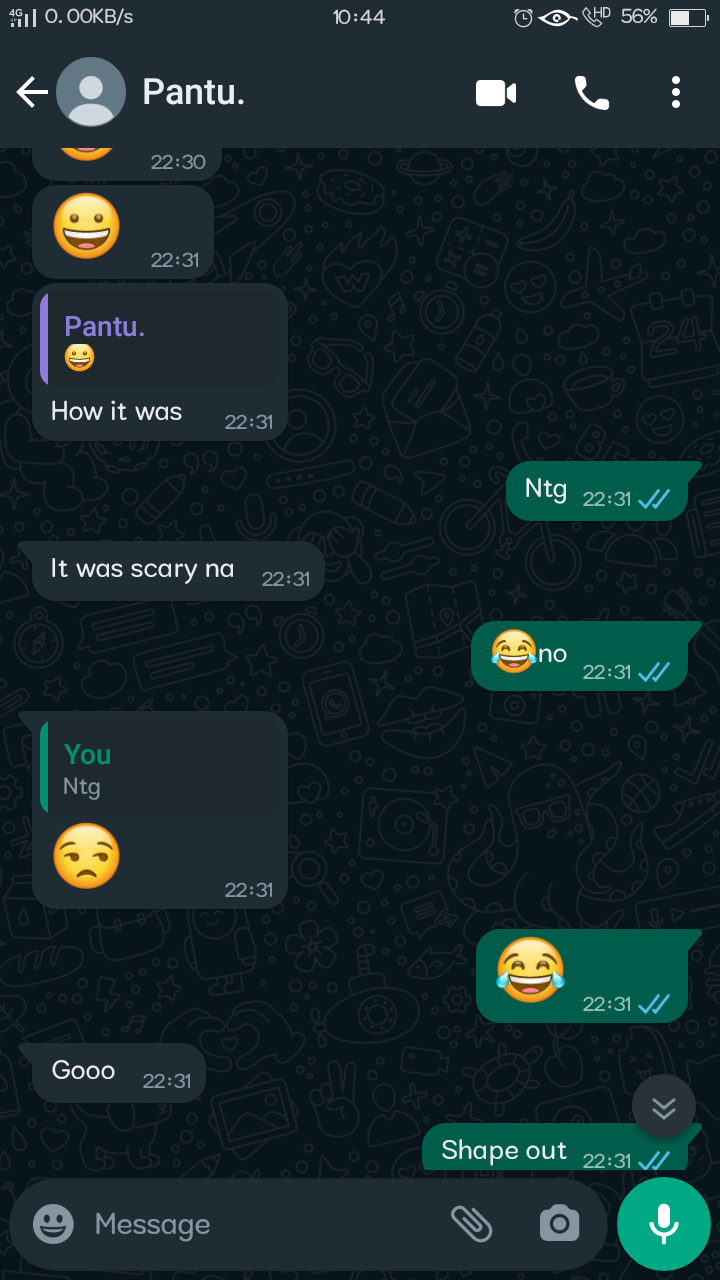 4G 0.00KB/s 10:44 HD 56%
Pantu.
22:30
22:31
Pantu.
How it was 22:31
Ntg 22:31
It was scary na 22:31
no 22:31
You
Ntg
22:31
22:31
Gooo 22:31
Shape out 22:31
Message